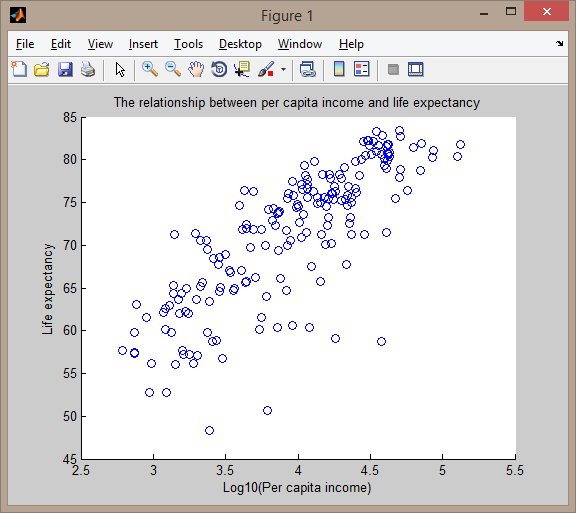 Figure 1
File Edit View Insert Tools Desktop Window Help
The relationship between per capita income and life expectancy
85
80
75
70
65
60
55
50
45
Life expectancy
2.5 3 3.5 4 4.5 5 5.5
Log10(Per capita income)